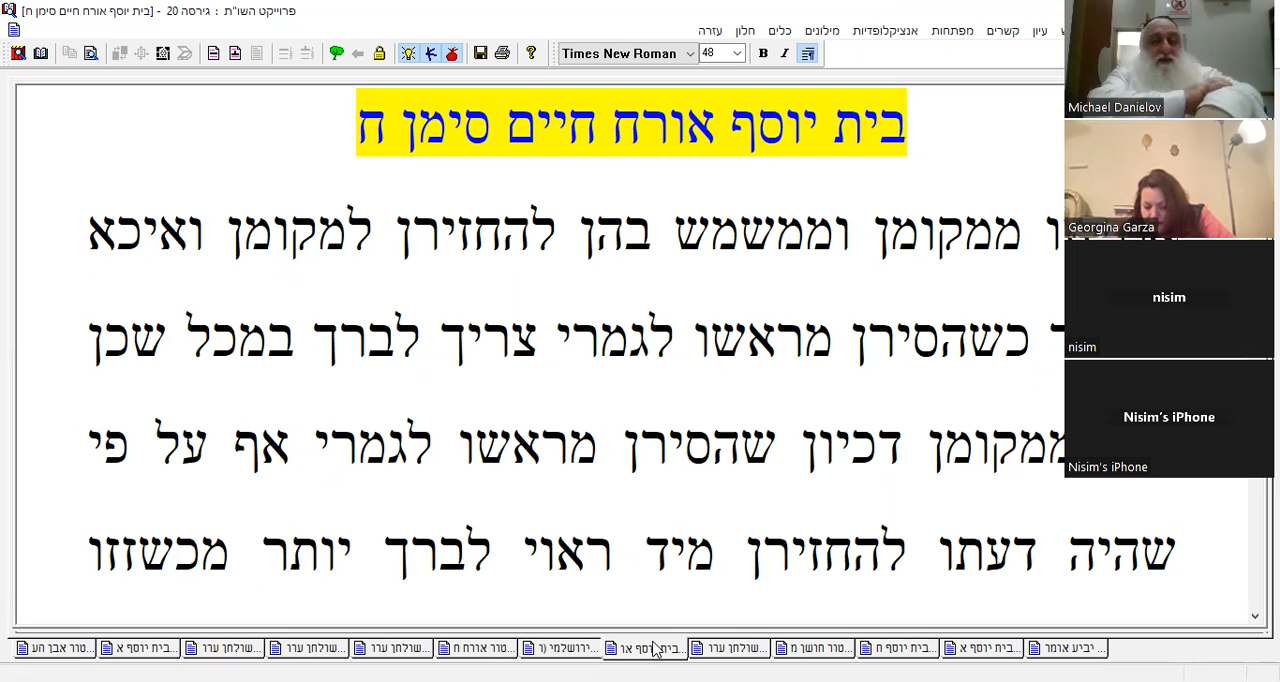 פרוייקט השו"ת : גירסה 20 - [בית יוסף אורח חיים סימן ח]
עיון קשרים מפתחות אנציקלופדיות מילונים כלים חלון עזרה
Times New Roman 48 B I
בית יוסף אורח חיים סימן ח
ממקומן וממשמש בהן להחזירן למקומן ואיכא
כשהסירן מראשו לגמרי צריך לברך במכל שכן
ממקומן דכיון שהסירן מראשו לגמרי אף על פי
שהיה דעתו להחזירן מיד ראוי לברך יותר מכשזזו
Michael Danielov
Georgina Garza
nisim
nisim
Nisim's iPhone
Nisim's iPhone
יביע אומר ...
בית יוסף א...
בית יוסף ח...
טור חושן מ...
שולחן ערו...
בית יוסף או...
ירושלמי (ו...
טור אורח ח...
שולחן ערו...
שולחן ערו...
שולחן ערו...
בית יוסף א...
טור אבן הע...